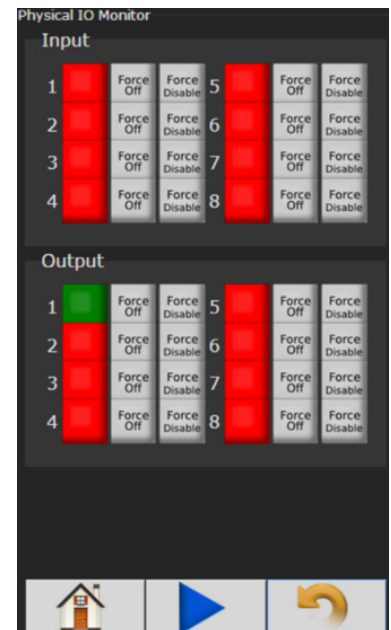 Physical IO Monitor
Input
1 Force Off Force Disable 5 Force Off Force Disable
2 Force Off Force Disable 6 Force Off Force Disable
3 Force Off Force Disable 7 Force Off Force Disable
4 Force Off Force Disable 8 Force Off Force Disable
Output
1 Force Off Force Disable 5 Force Off Force Disable
2 Force Off Force Disable 6 Force Off Force Disable
3 Force Off Force Disable 7 Force Off Force Disable
4 Force Off Force Disable 8 Force Off Force Disable